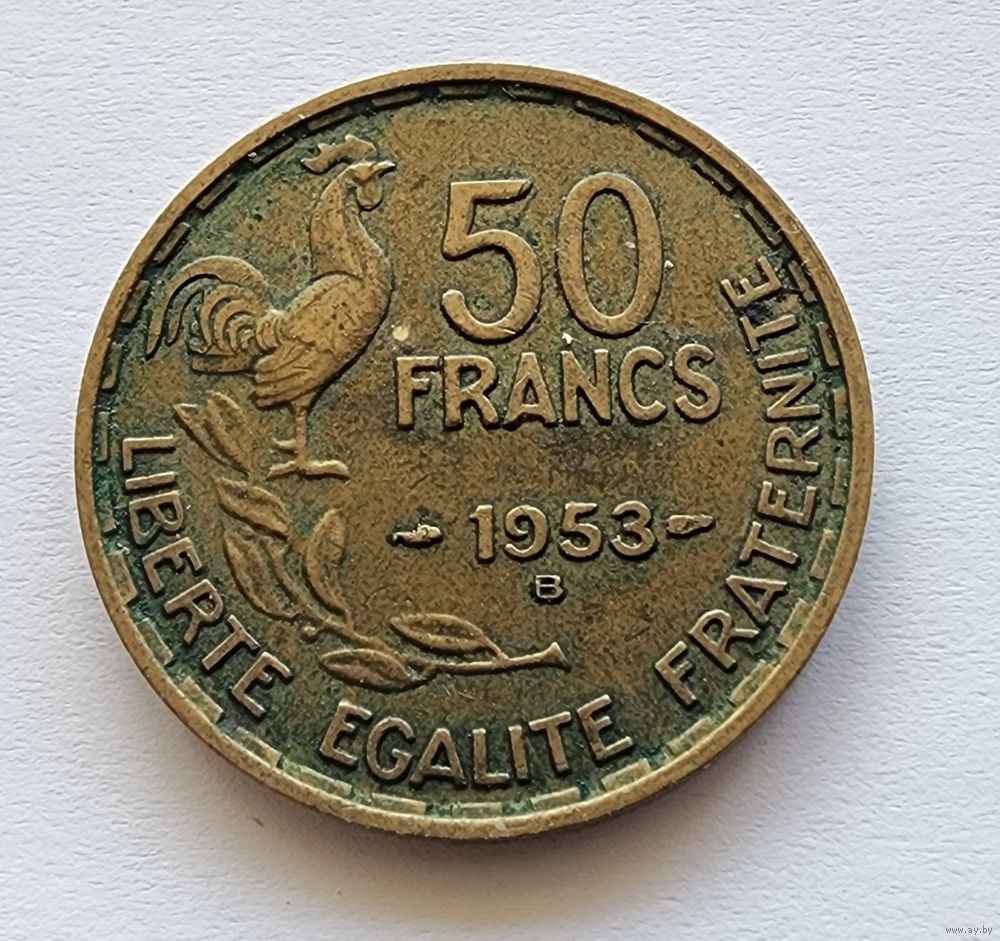 50
FRANCS
1953
B
LIBERTE EGALITE FRATERNITE
www.ay.by